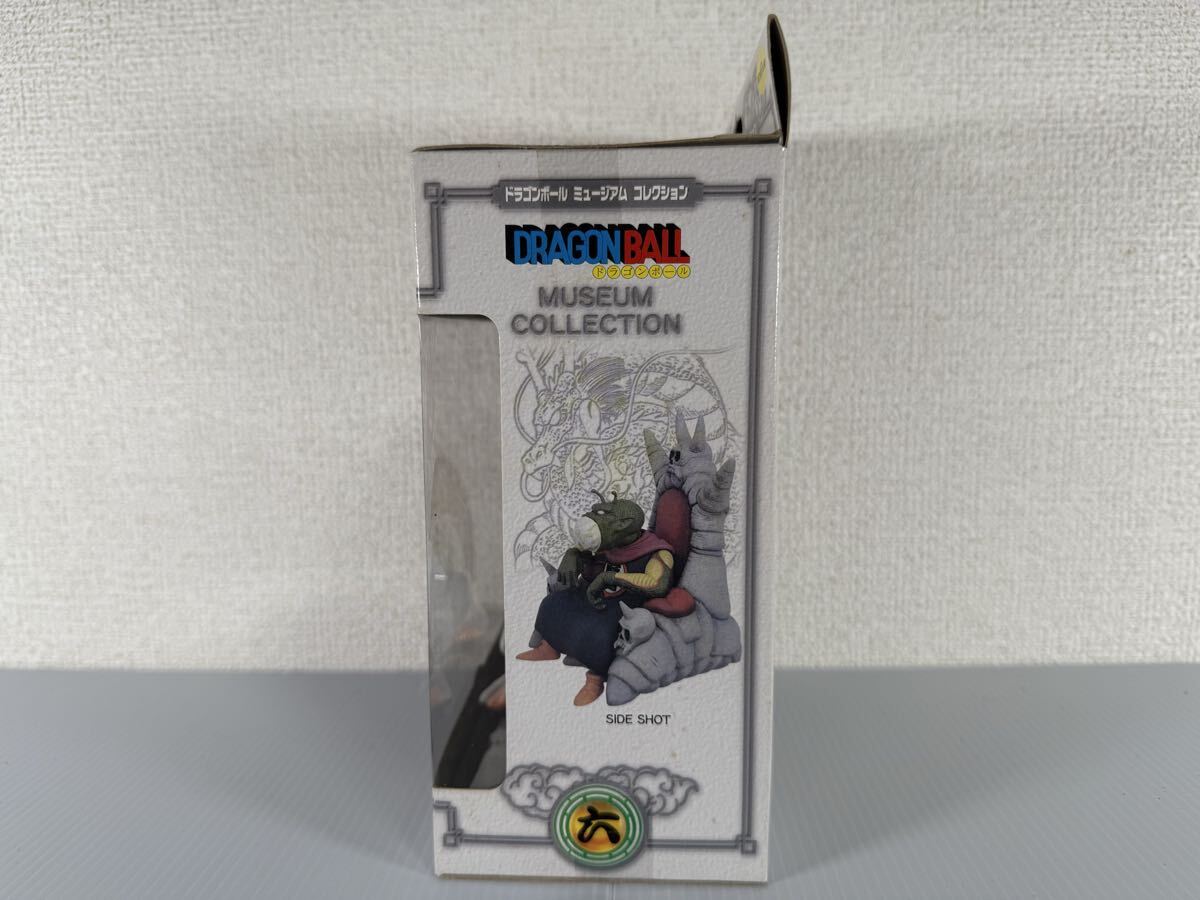 ドラゴンボール ミュージアム コレクション
DRAGON BALL
ドラゴンボール
MUSEUM
COLLECTION
SIDE SHOT
六